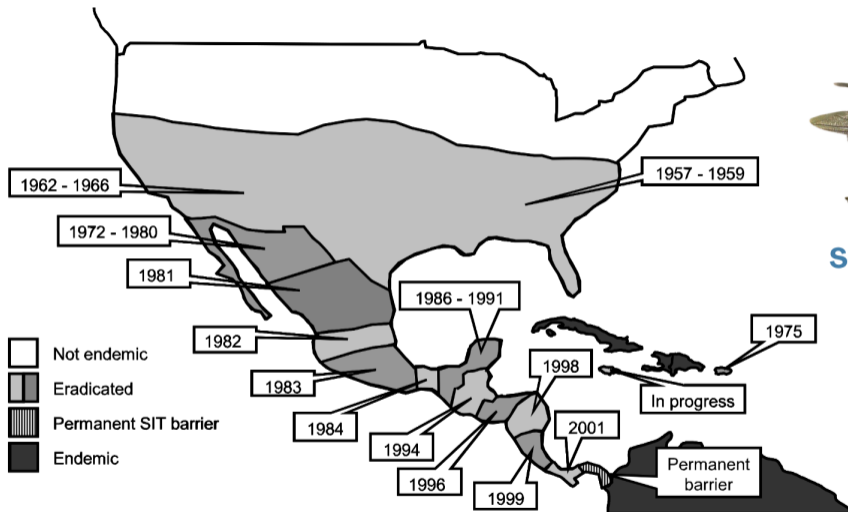 1962 - 1966
1957 - 1959
1972 - 1980
1981
1986 - 1991
1975
1982
1998
Not endemic
1983
In progress
Eradicated
1984
2001
Permanent SIT barrier
1994
Endemic
1996
Permanent
barrier
1999
S